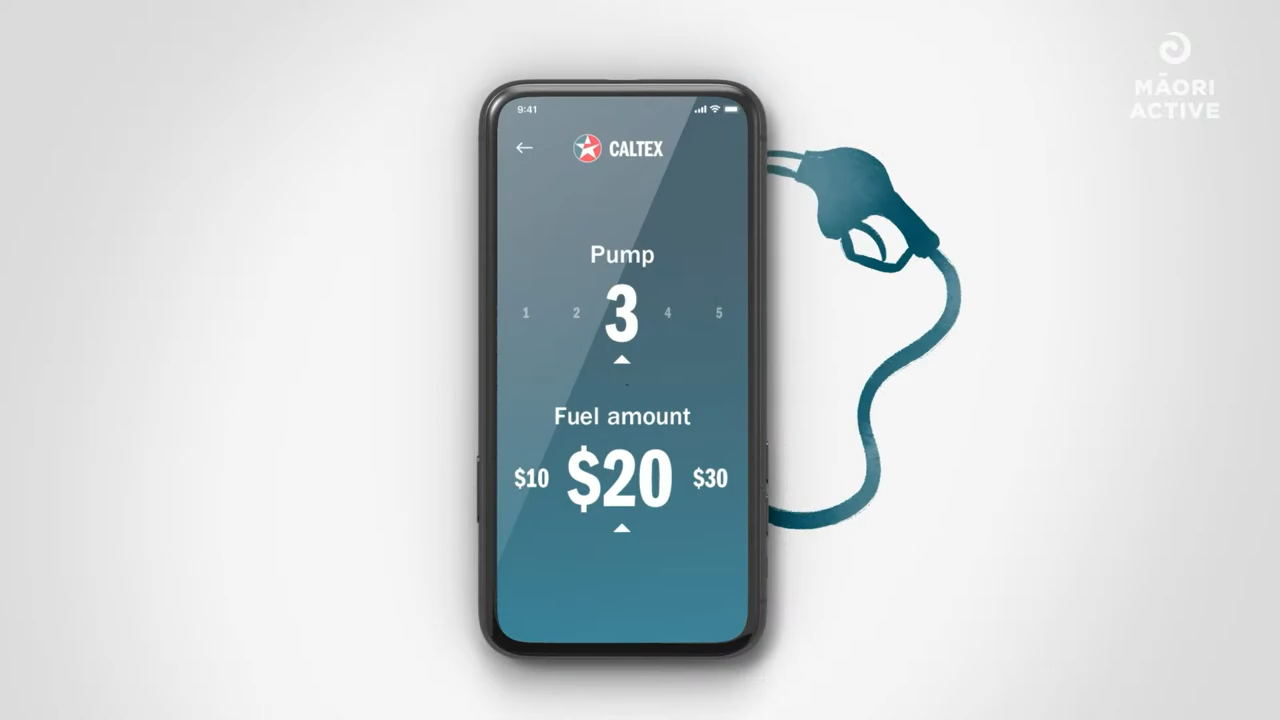 MĀORI
ACTIVE
9:41
CALTEX
Pump
1 2 3 4 5
Fuel amount
$10 $20 $30